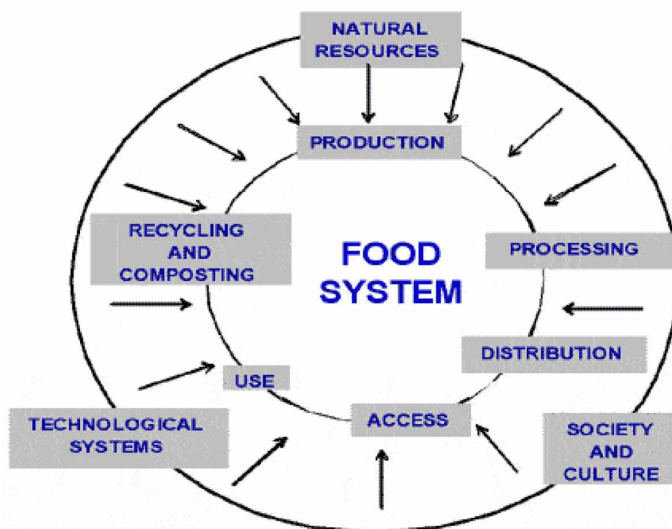 NATURAL
RESOURCES
PRODUCTION
RECYCLING
AND
COMPOSTING
FOOD
SYSTEM
PROCESSING
DISTRIBUTION
USE
ACCESS
TECHNOLOGICAL
SYSTEMS
SOCIETY
AND
CULTURE